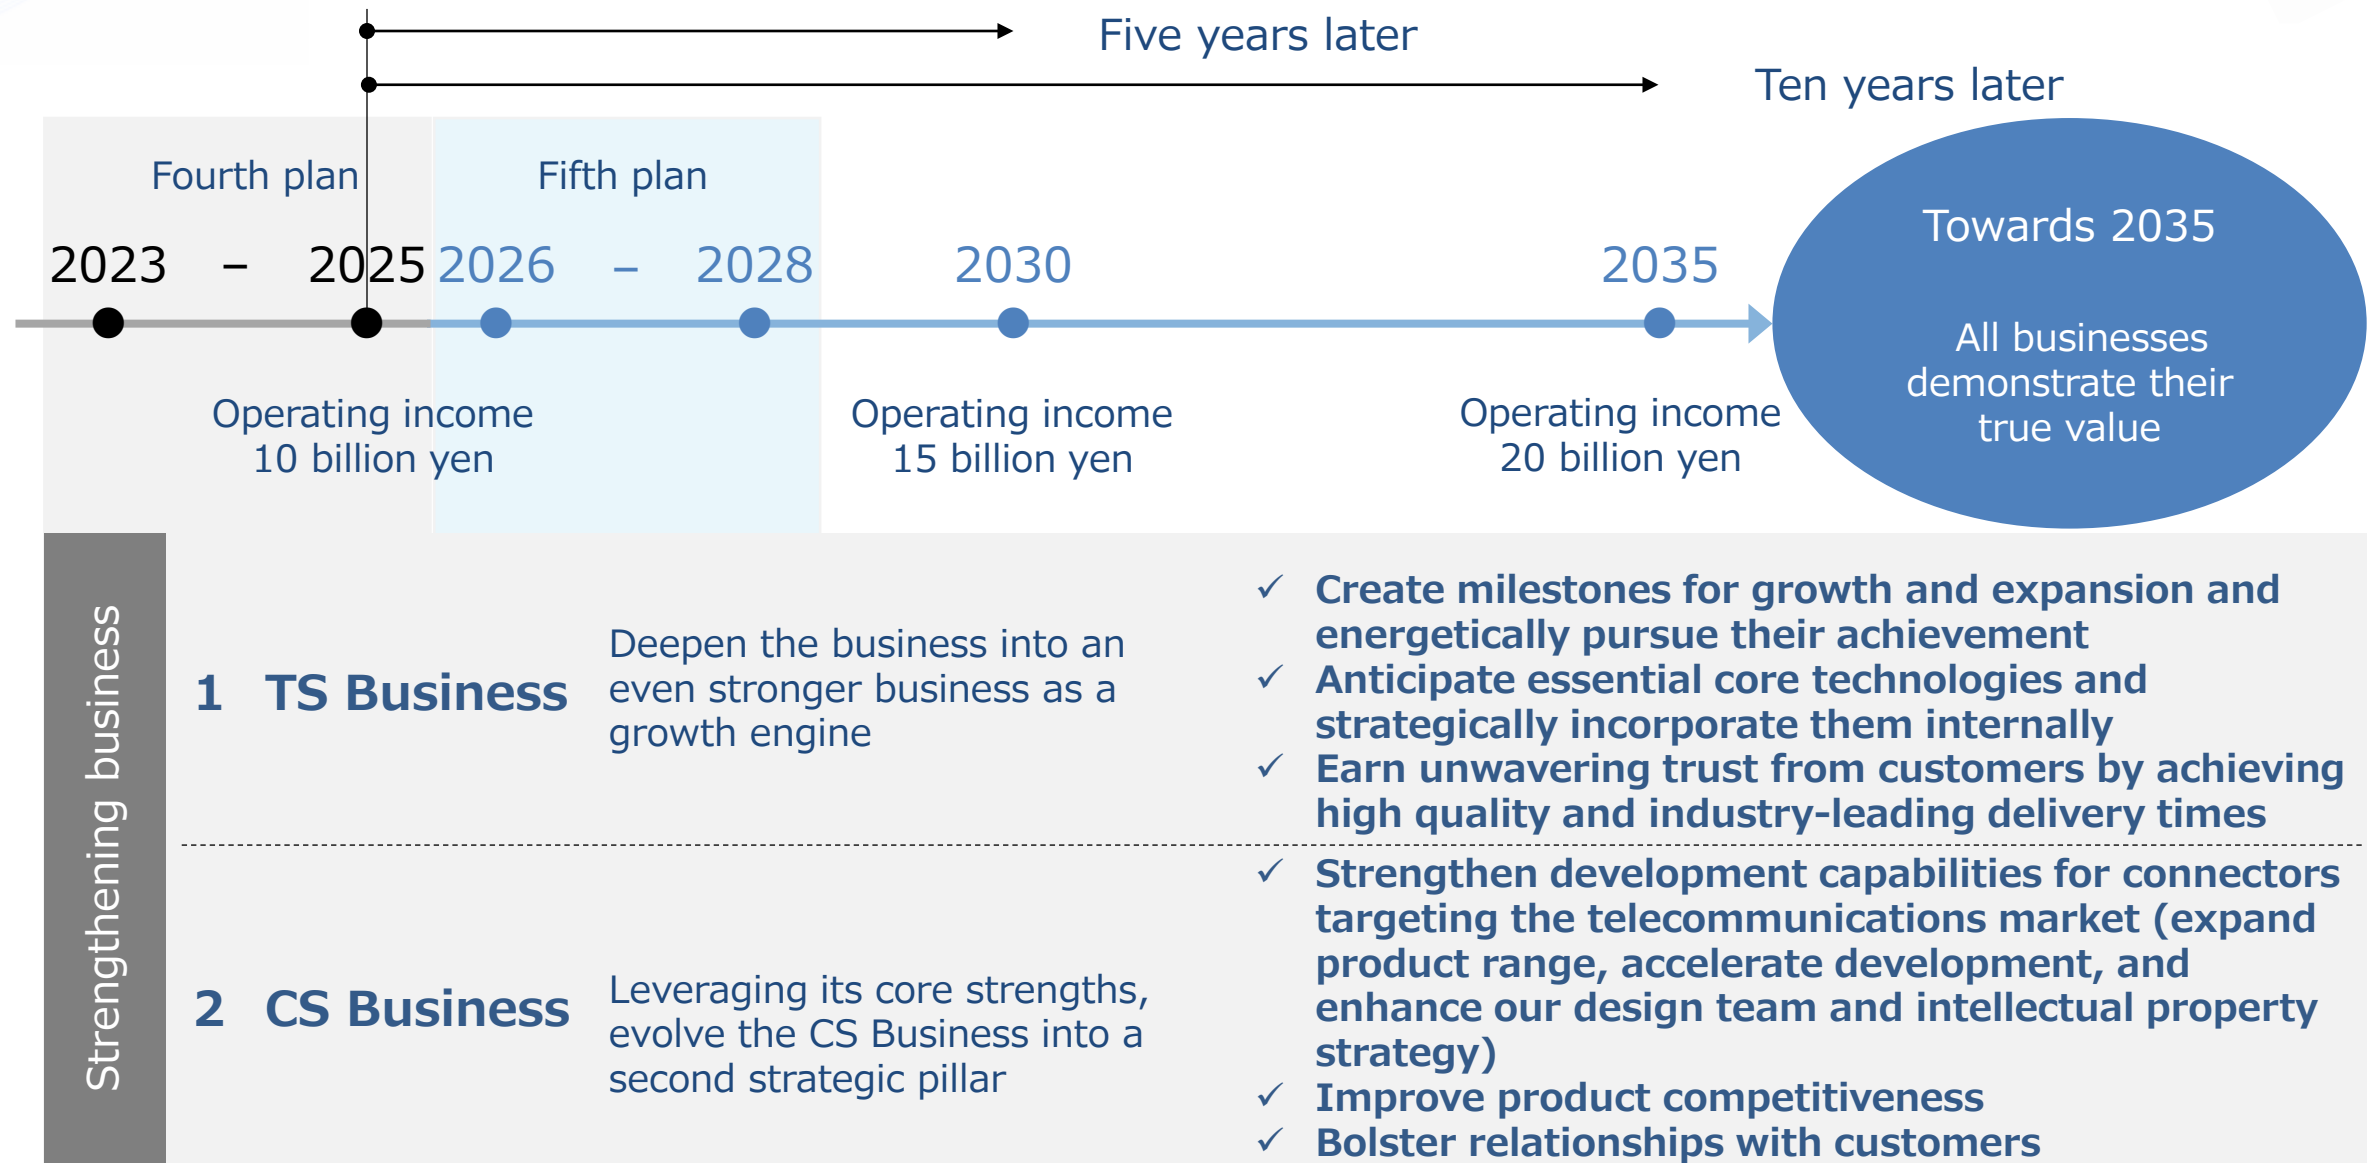 Five years later
Ten years later
Fourth plan
Fifth plan
2023 – 2025
2026 – 2028
2030
2035
Operating income
10 billion yen
Operating income
15 billion yen
Operating income
20 billion yen
Towards 2035
All businesses
demonstrate their
true value
Strengthening business
1 TS Business
Deepen the business into an
even stronger business as a
growth engine
✓ Create milestones for growth and expansion and
energetically pursue their achievement
✓ Anticipate essential core technologies and
strategically incorporate them internally
✓ Earn unwavering trust from customers by achieving
high quality and industry-leading delivery times
2 CS Business
Leveraging its core strengths,
evolve the CS Business into a
second strategic pillar
✓ Strengthen development capabilities for connectors
targeting the telecommunications market (expand
product range, accelerate development, and
enhance our design team and intellectual property
strategy)
✓ Improve product competitiveness
✓ Bolster relationships with customers